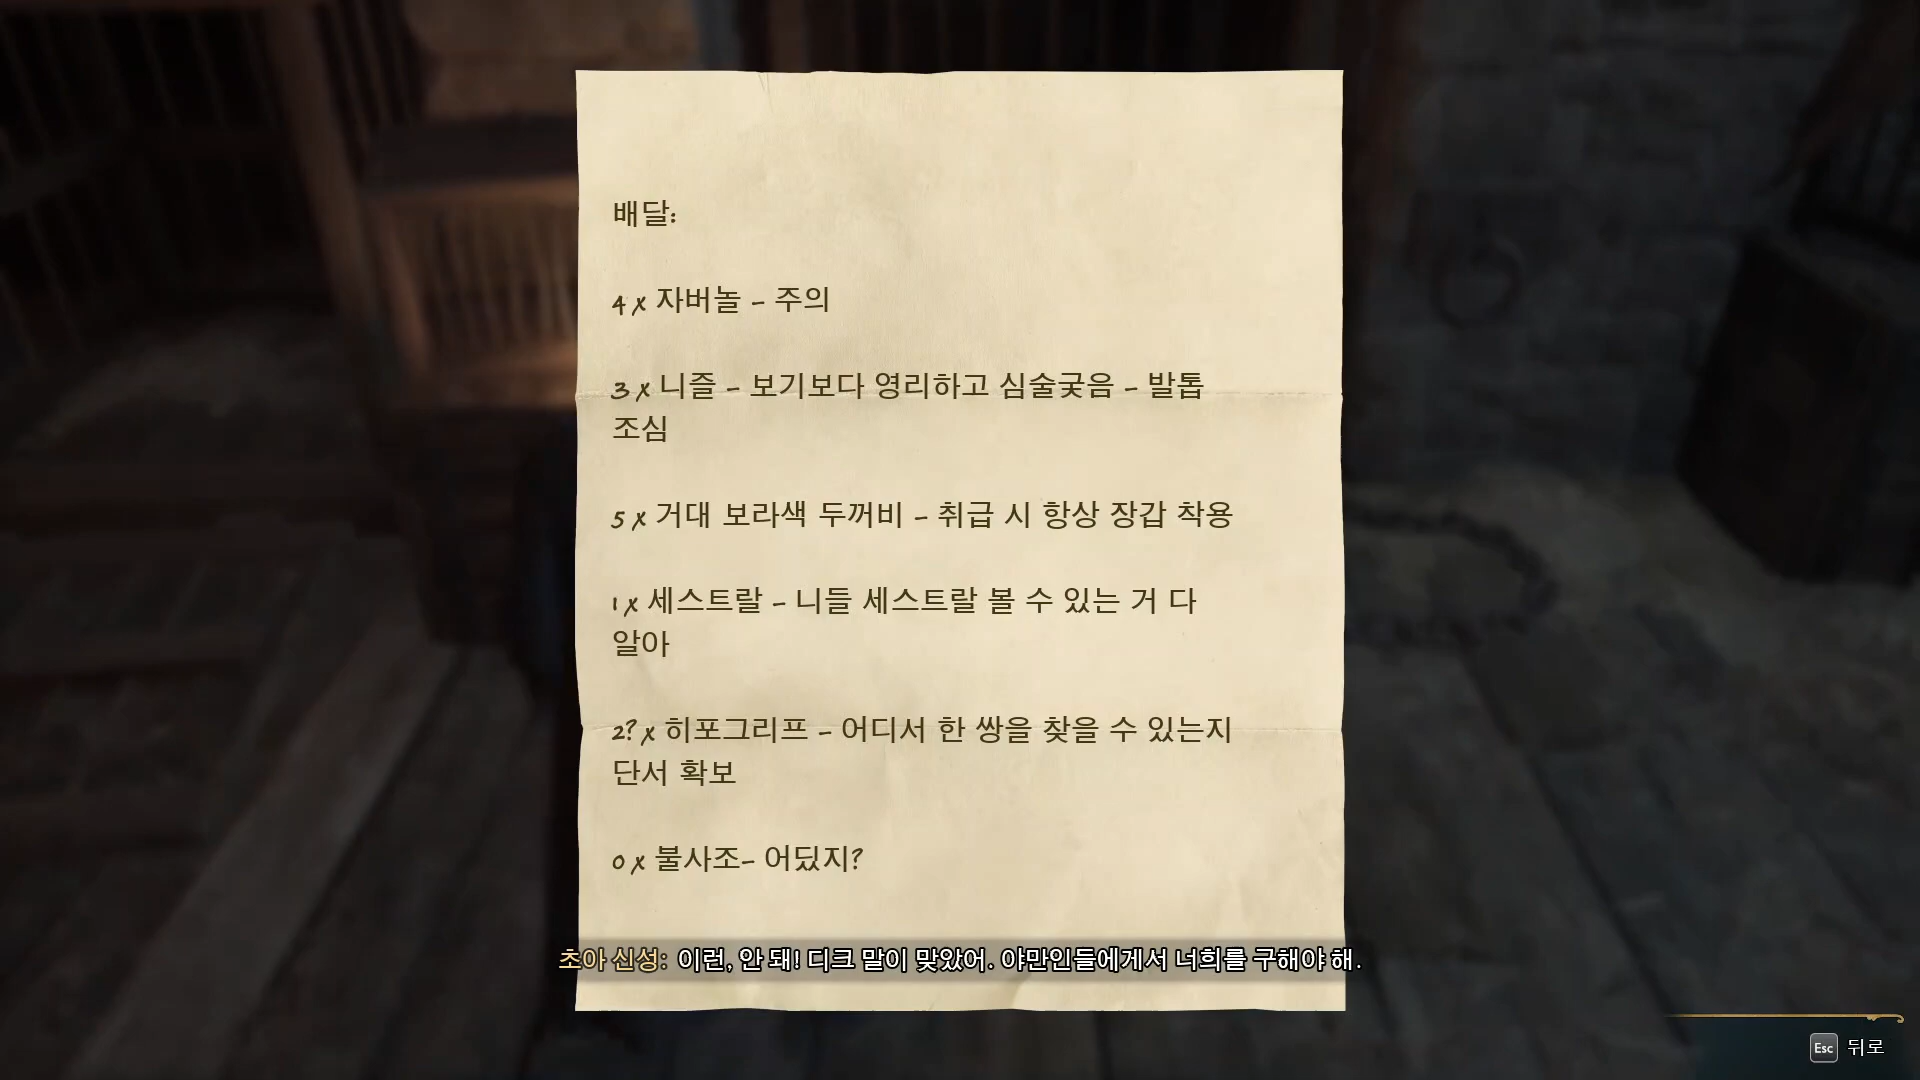 배달:
4 x 자버놀 - 주의
3 x 니즐 - 보기보다 영리하고 심술궂음 - 발톱
조심
5 x 거대 보라색 두꺼비 - 취급 시 항상 장갑 착용
1 x 세스트랄 - 니들 세스트랄 볼 수 있는 거 다
알아
2? x 히포그리프 - 어디서 한 쌍을 찾을 수 있는지
단서 확보
0 x 불사조- 어딨지?
초아 신성: 이런, 안 돼! 디크 말이 맞았어. 야만인들에게서 너희를 구해야 해.
Esc 뒤로